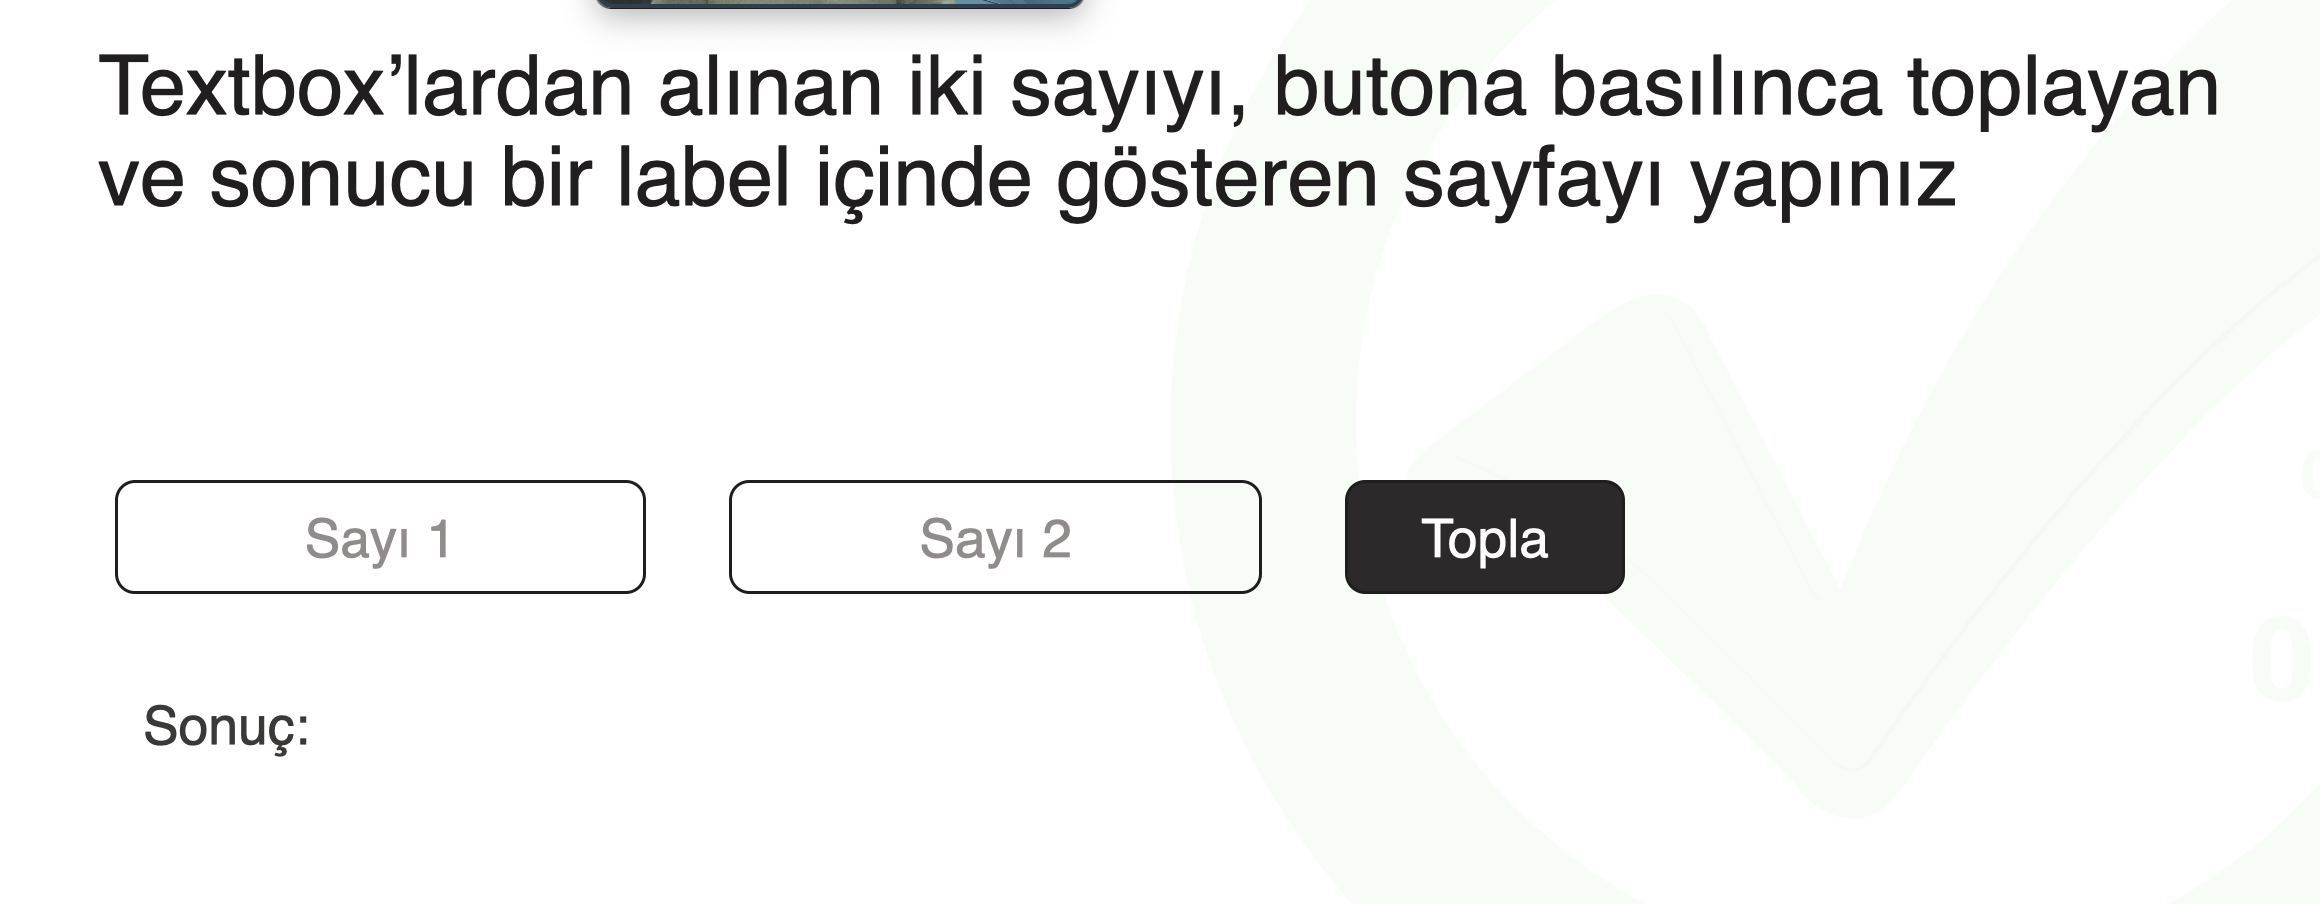 Textbox’lardan alınan iki sayıyı, butona basılınca toplayan
ve sonucu bir label içinde gösteren sayfayı yapınız
Sayı 1 Sayı 2 Topla
Sonuç:
0